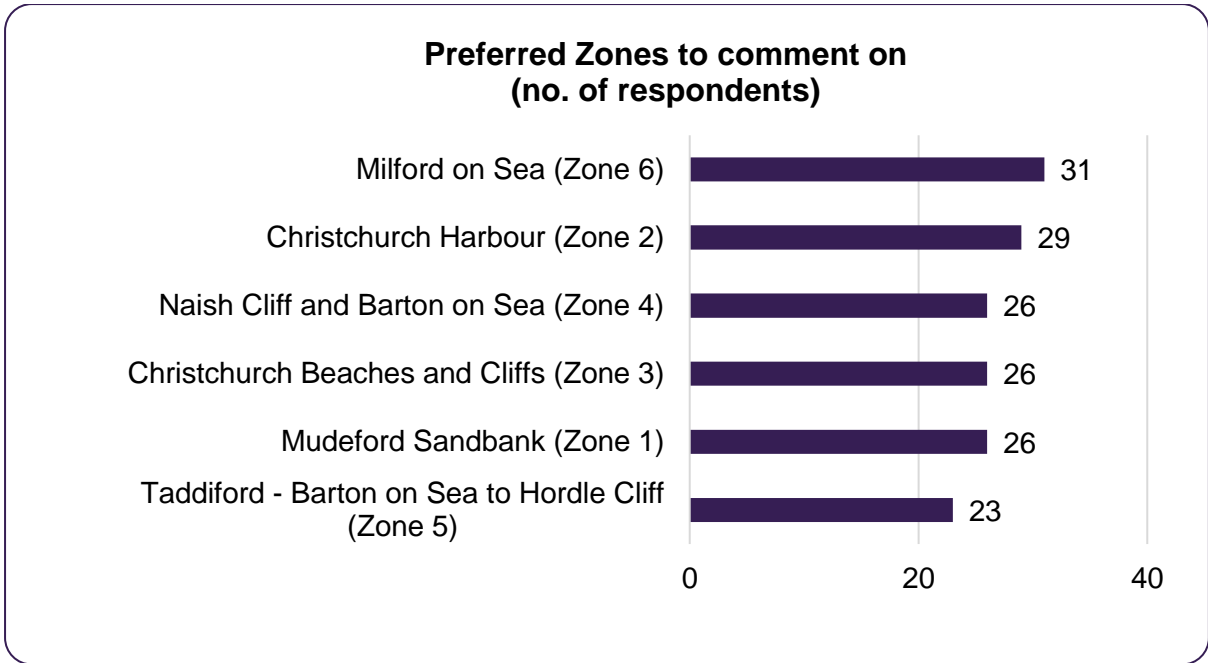 Preferred Zones to comment on
(no. of respondents)
Milford on Sea (Zone 6) 31
Christchurch Harbour (Zone 2) 29
Naish Cliff and Barton on Sea (Zone 4) 26
Christchurch Beaches and Cliffs (Zone 3) 26
Mudeford Sandbank (Zone 1) 26
Taddiford - Barton on Sea to Hordle Cliff
(Zone 5) 23
0 20 40